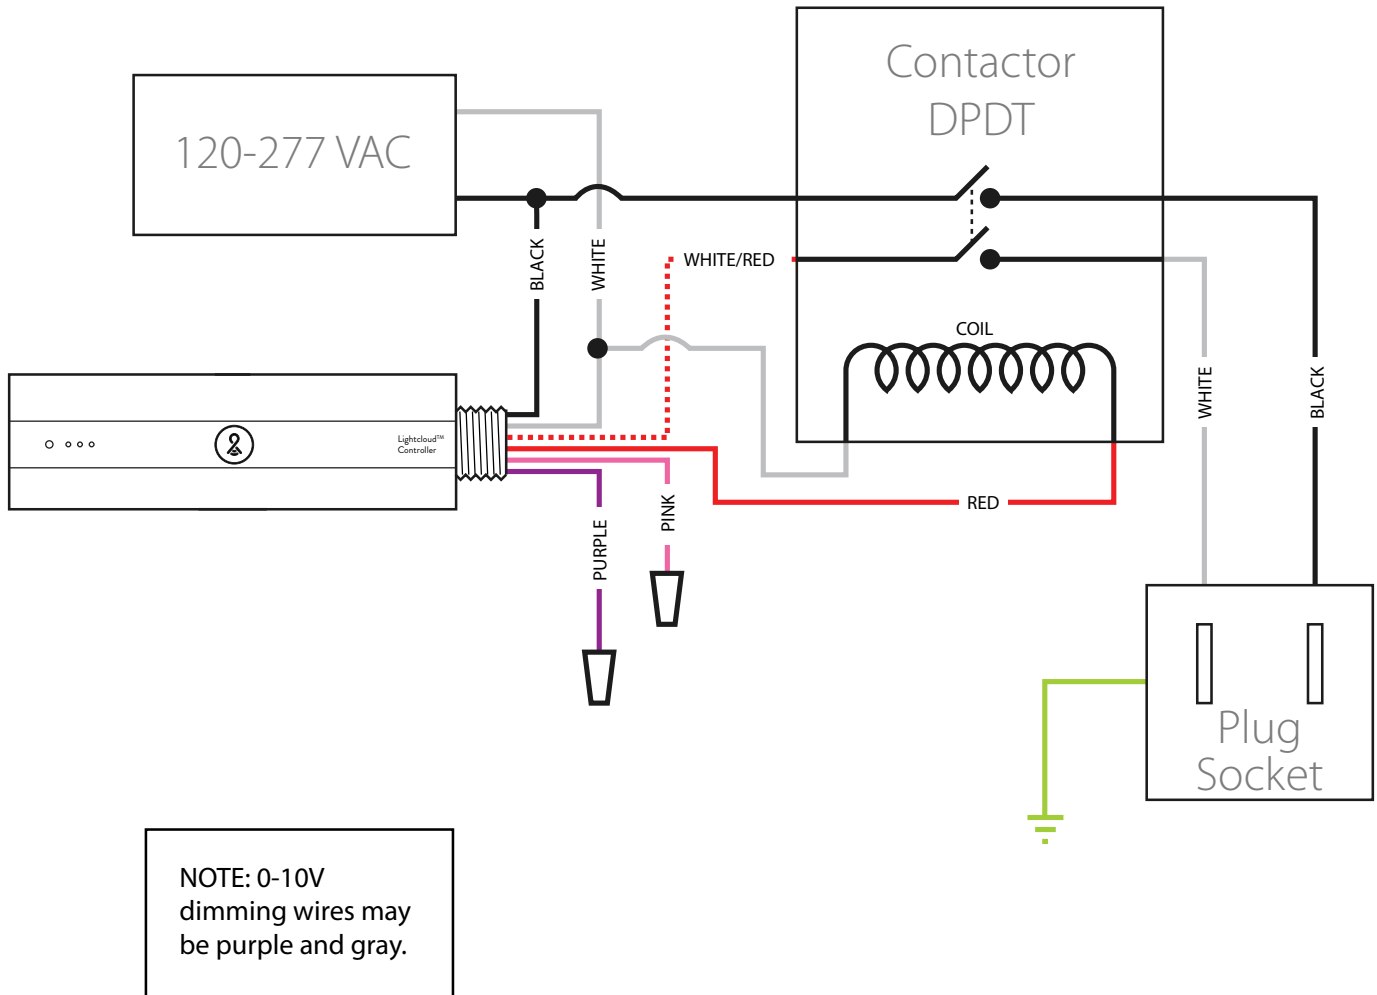 Contactor
DPDT
120-277 VAC
BLACK
WHITE
WHITE/RED
COIL
WHITE
BLACK
Lightcloud™
Controller
RED
PINK
PURPLE
Plug
Socket
NOTE: 0-10V
dimming wires may
be purple and gray.